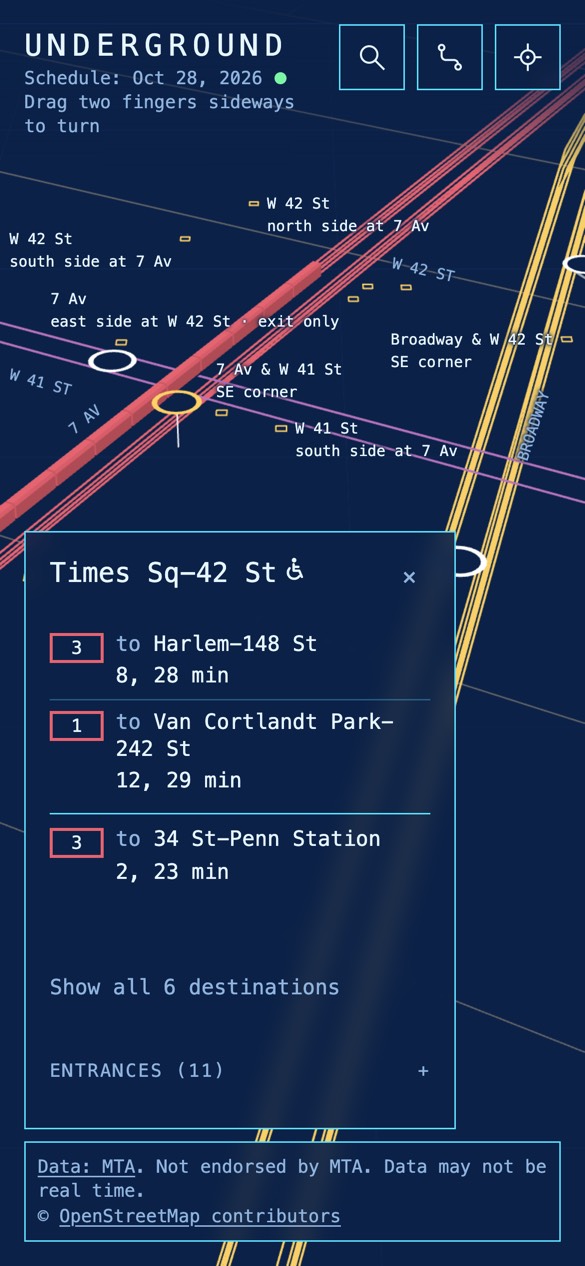 UNDERGROUND
Schedule: Oct 28, 2026
Drag two fingers sideways
to turn
W 42 St
north side at 7 Av
W 42 St
south side at 7 Av
W 42 ST
7 Av
east side at W 42 St · exit only
Broadway & W 42 St
SE corner
7 Av & W 41 St
SE corner
W 41 ST
7 AV
BROADWAY
W 41 St
south side at 7 Av
Times Sq–42 St
×
3 to Harlem–148 St
8, 28 min
1 to Van Cortlandt Park–
242 St
12, 29 min
3 to 34 St–Penn Station
2, 23 min
Show all 6 destinations
ENTRANCES (11) +
Data: MTA. Not endorsed by MTA. Data may not be
real time.
© OpenStreetMap contributors